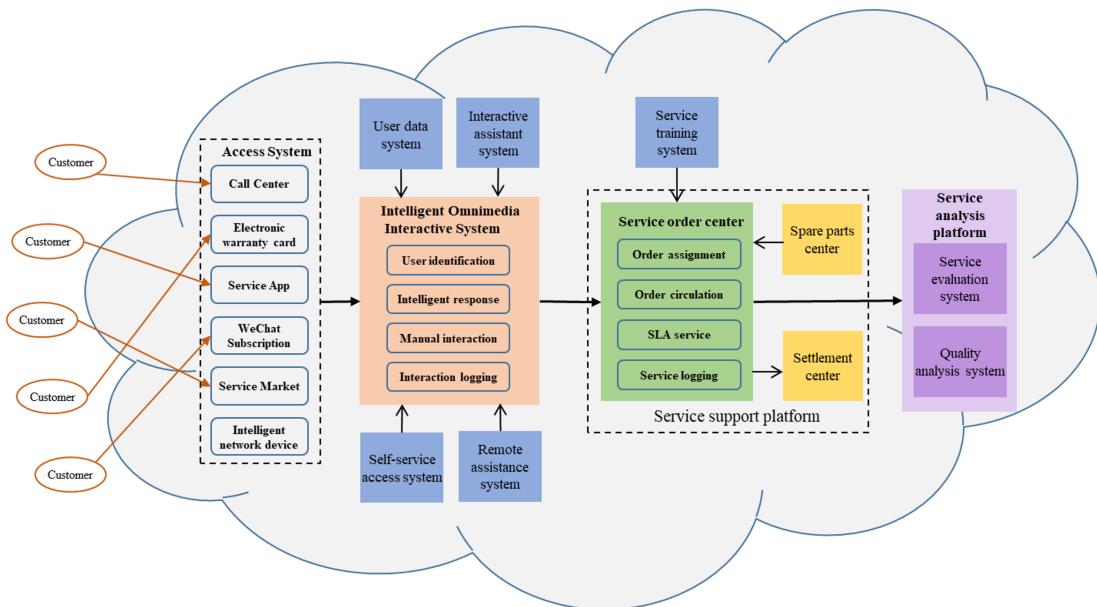 Customer
Customer
Customer
Customer
Customer
Access System
Call Center
Electronic
warranty card
Service App
WeChat
Subscription
Service Market
Intelligent
network device
User data
system
Interactive
assistant system
Intelligent Omnimedia
Interactive System
User identification
Intelligent response
Manual interaction
Interaction logging
Self-service
access system
Remote
assistance
system
Service
training
system
Service order center
Order assignment
Order circulation
SLA service
Service logging
Spare parts
center
Settlement
center
Service support platform
Service
analysis
platform
Service
evaluation
system
Quality
analysis system